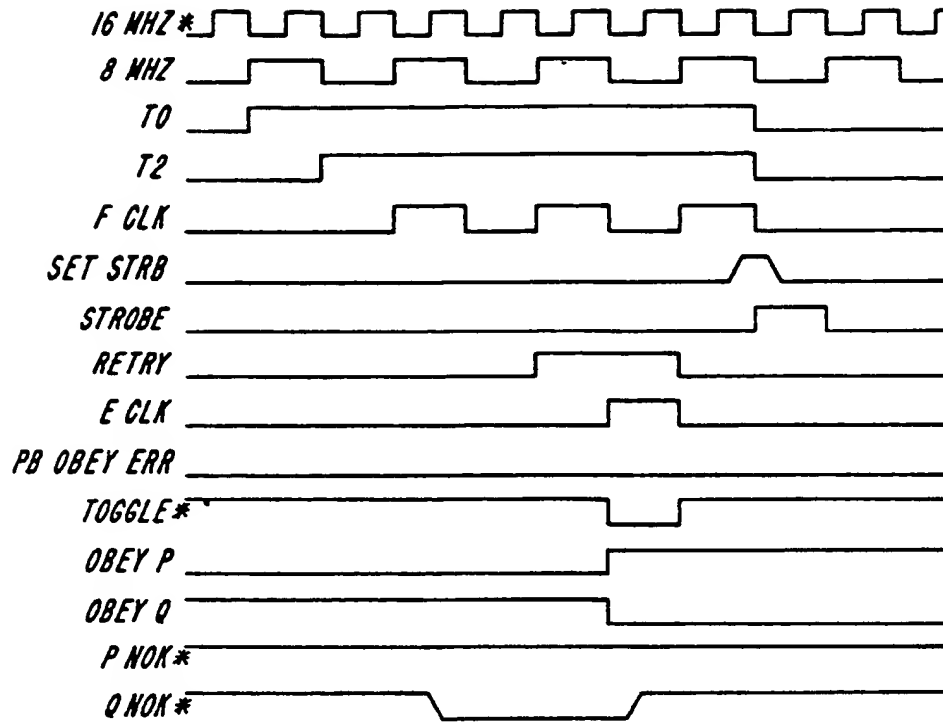 16 MHZ*
8 MHZ
T0
T2
F CLK
SET STRB
STROBE
RETRY
E CLK
PB OBEY ERR
TOGGLE*
OBEY P
OBEY Q
P NOK*
Q NOK*